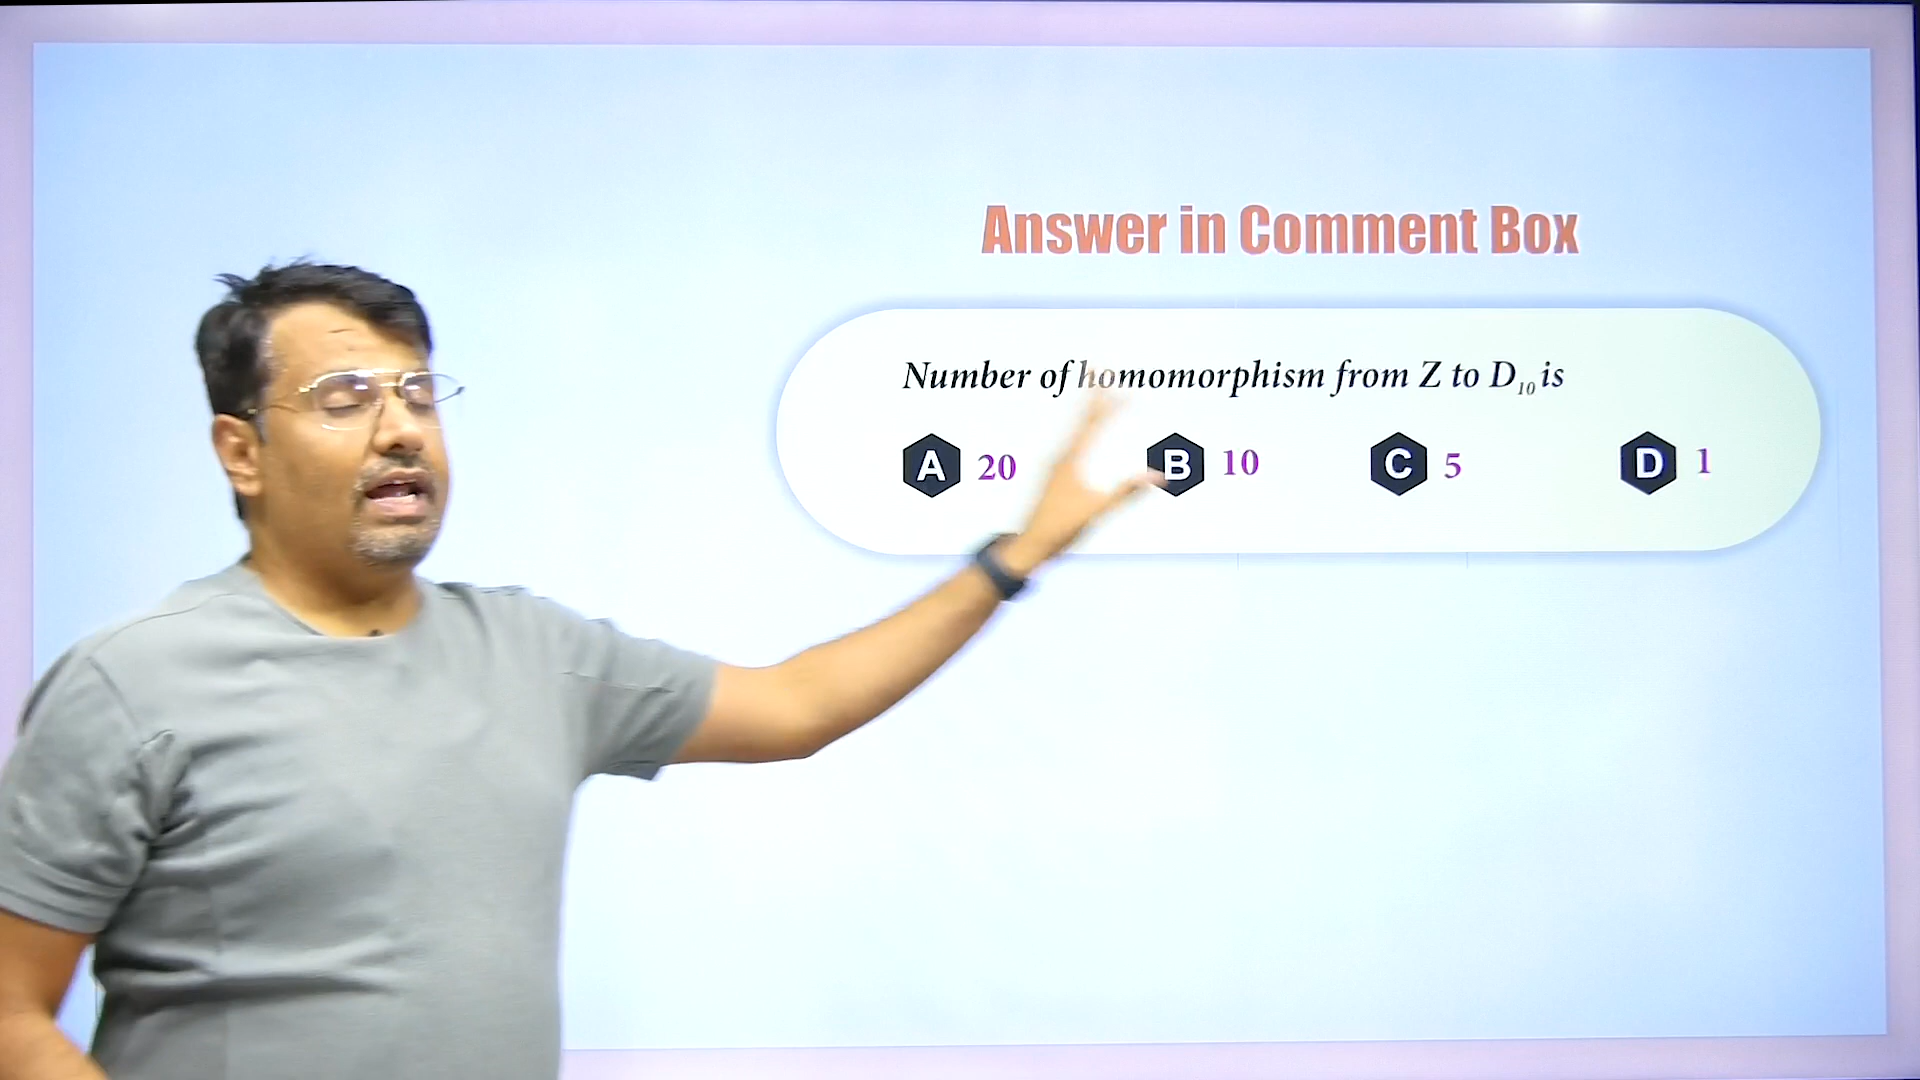 Answer in Comment Box
Number of homomorphism from Z to D₁₀ is
A 20 B 10 C 5 D 1